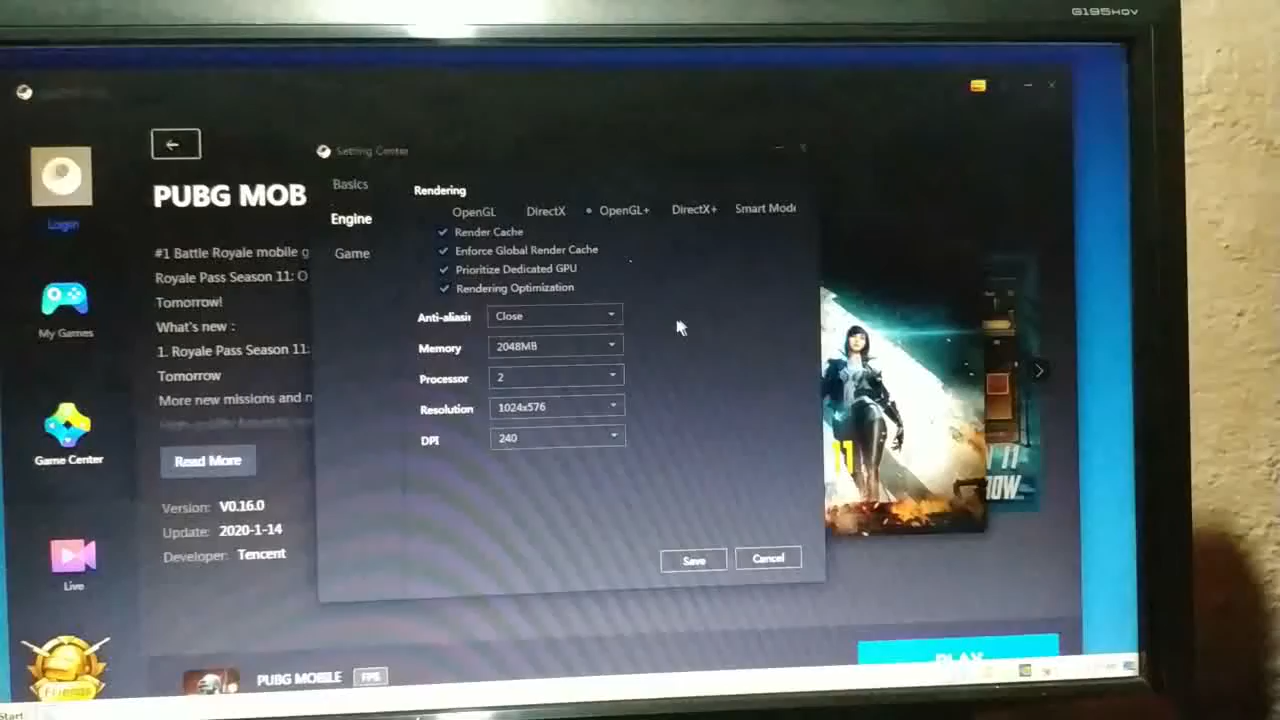 G195HQV
Setting Center
Basics
Engine
Game
Rendering
OpenGL DirectX OpenGL+ DirectX+ Smart Mode
Render Cache
Enforce Global Render Cache
Prioritize Dedicated GPU
Rendering Optimization
Anti-aliasi Close
Memory 2048MB
Processor 2
Resolution 1024x576
DPI 240
Save Cancel
Login
My Games
Game Center
Live
Friends
PUBG MOB
#1 Battle Royale mobile g
Royale Pass Season 11: O
Tomorrow!
What's new :
1. Royale Pass Season 11:
Tomorrow
More new missions and n
Read More
Version: V0.16.0
Update: 2020-1-14
Developer: Tencent
PUBG MOBILE FPS
PLAY
Start